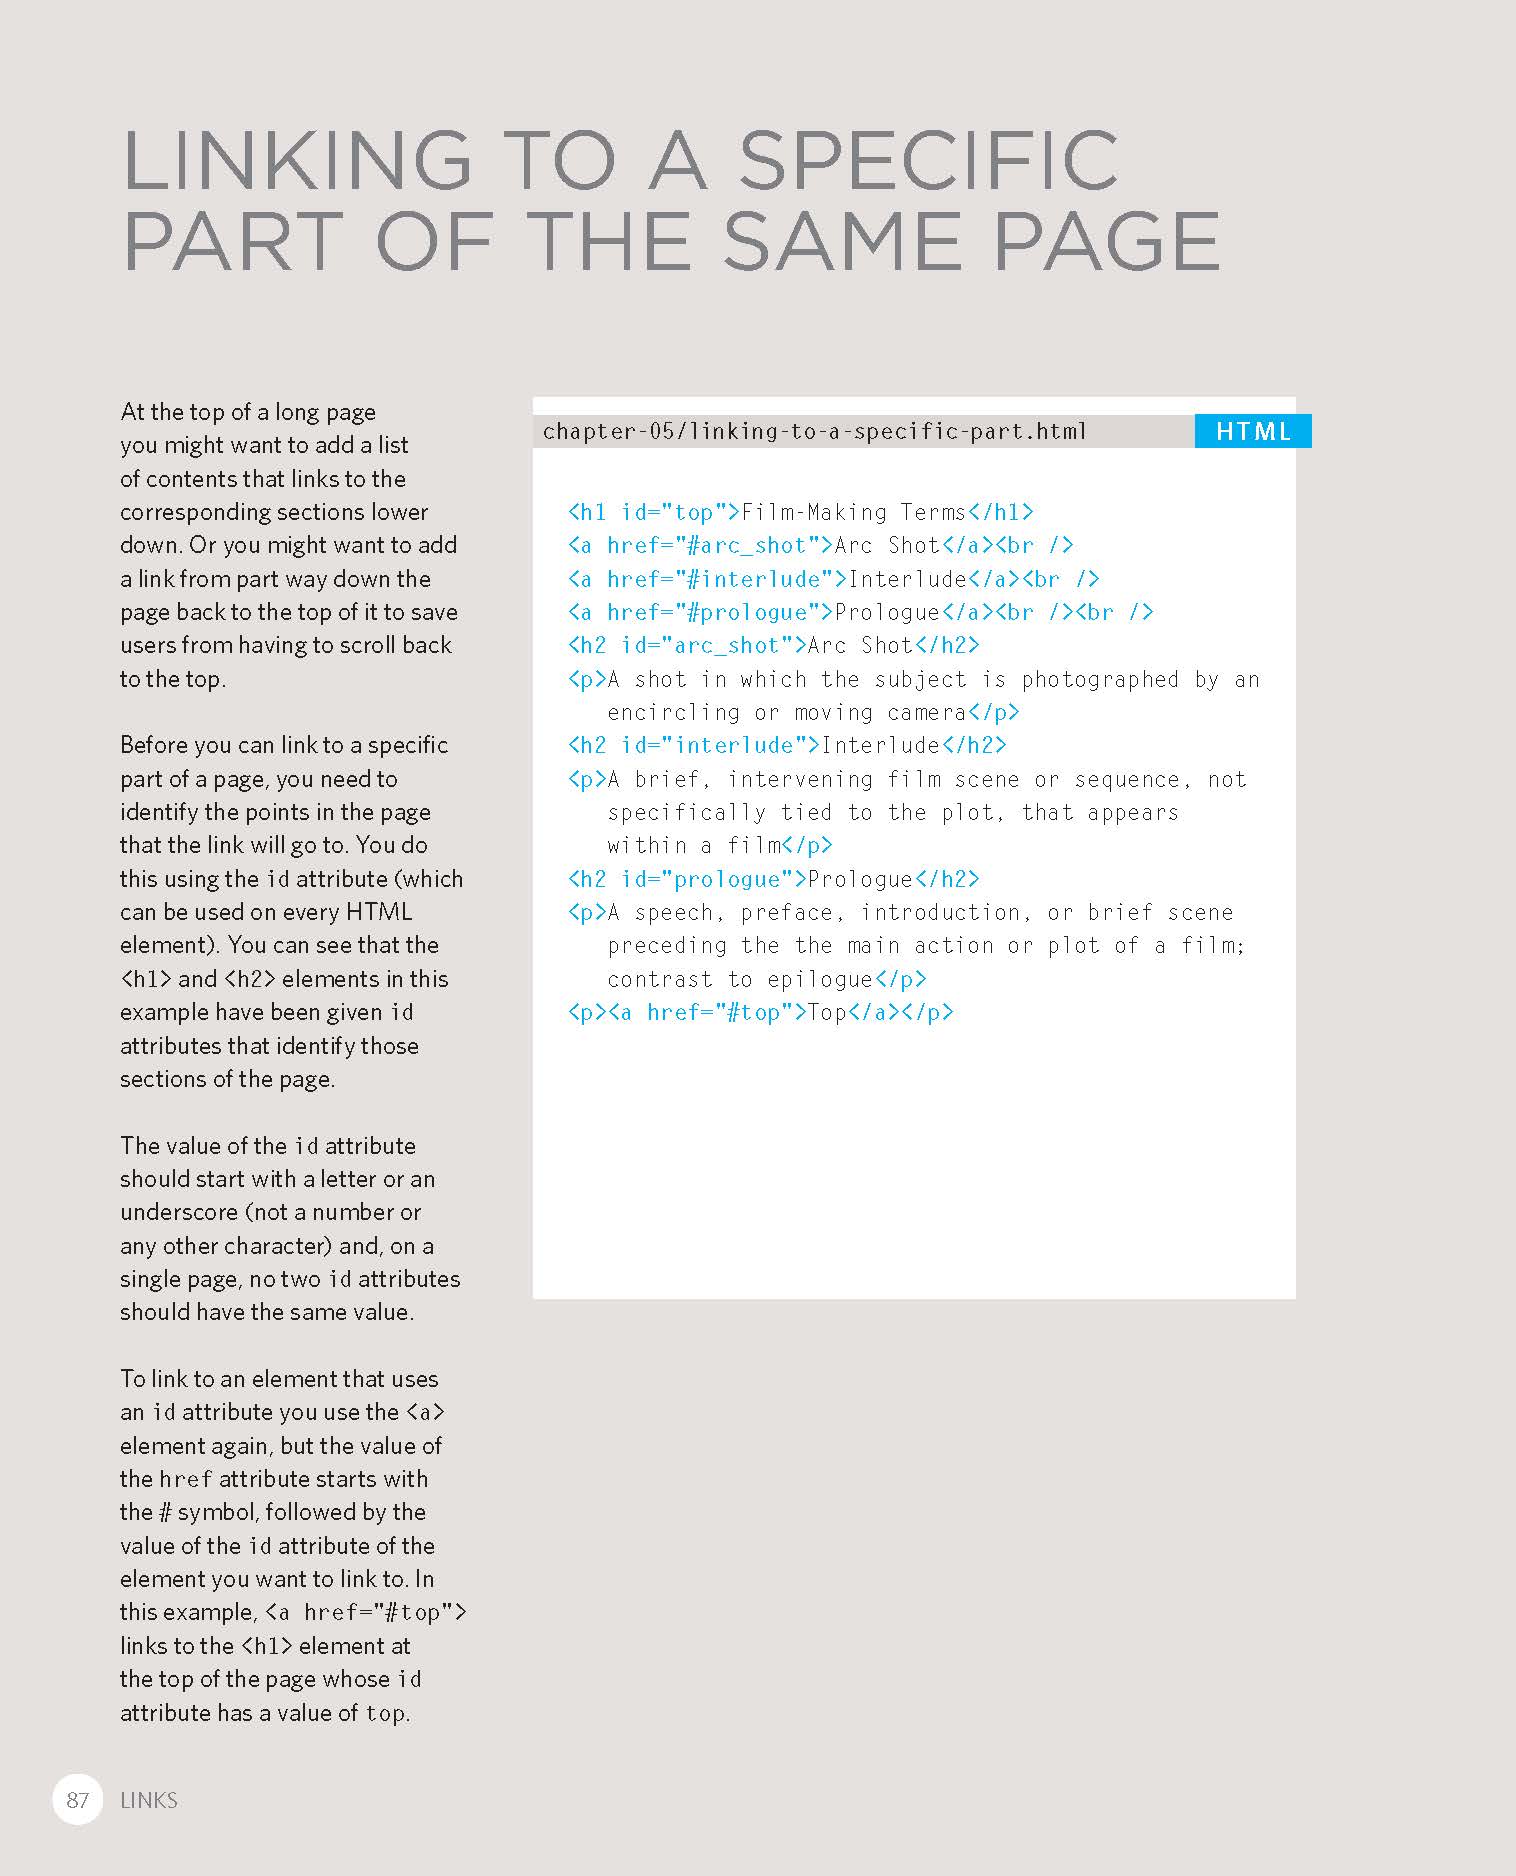 LINKING TO A SPECIFIC
PART OF THE SAME PAGE
At the top of a long page
you might want to add a list
of contents that links to the
corresponding sections lower
down. Or you might want to add
a link from part way down the
page back to the top of it to save
users from having to scroll back
to the top.
Before you can link to a specific
part of a page, you need to
identify the points in the page
that the link will go to. You do
this using the id attribute (which
can be used on every HTML
element). You can see that the
<h1> and <h2> elements in this
example have been given id
attributes that identify those
sections of the page.
The value of the id attribute
should start with a letter or an
underscore (not a number or
any other character) and, on a
single page, no two id attributes
should have the same value.
To link to an element that uses
an id attribute you use the <a>
element again, but the value of
the href attribute starts with
the # symbol, followed by the
value of the id attribute of the
element you want to link to. In
this example, <a href="#top">
links to the <h1> element at
the top of the page whose id
attribute has a value of top.
chapter-05/linking-to-a-specific-part.html HTML
<h1 id="top">Film-Making Terms</h1>
<a href="#arc_shot">Arc Shot</a><br />
<a href="#interlude">Interlude</a><br />
<a href="#prologue">Prologue</a><br /><br />
<h2 id="arc_shot">Arc Shot</h2>
<p>A shot in which the subject is photographed by an
encircling or moving camera</p>
<h2 id="interlude">Interlude</h2>
<p>A brief, intervening film scene or sequence, not
specifically tied to the plot, that appears
within a film</p>
<h2 id="prologue">Prologue</h2>
<p>A speech, preface, introduction, or brief scene
preceding the the main action or plot of a film;
contrast to epilogue</p>
<p><a href="#top">Top</a></p>
87 LINKS